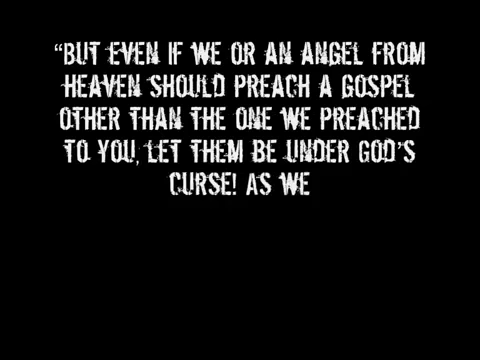 “BUT EVEN IF WE OR AN ANGEL FROM
HEAVEN SHOULD PREACH A GOSPEL
OTHER THAN THE ONE WE PREACHED
TO YOU, LET THEM BE UNDER GOD’S
CURSE! AS WE